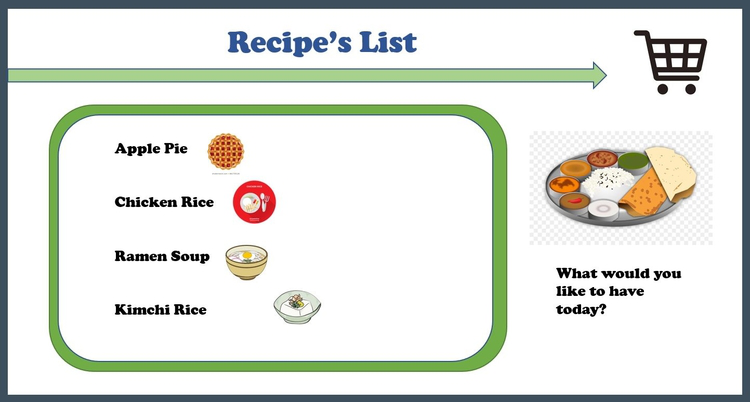 Recipe's List
Apple Pie
Chicken Rice
Ramen Soup
Kimchi Rice
What would you
like to have
today?